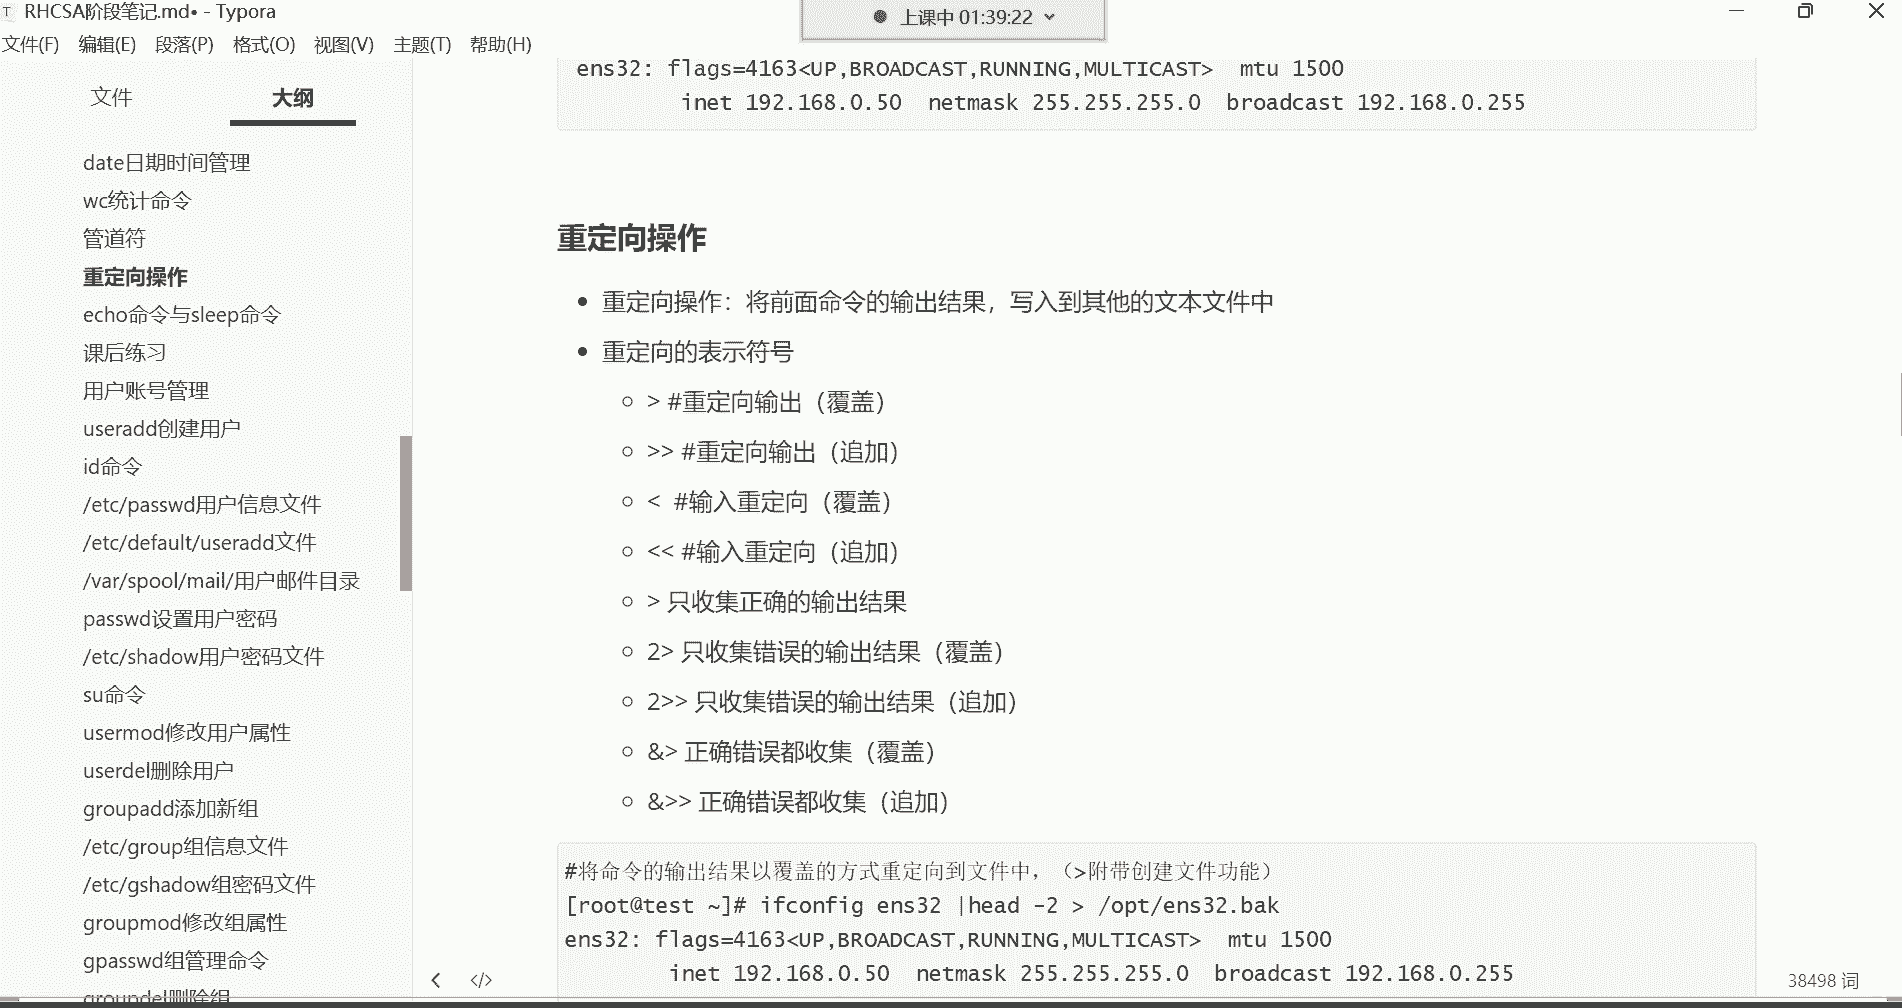 RHCSA阶段笔记.md• - Typora
上课中 01:39:22
文件(F) 编辑(E) 段落(P) 格式(O) 视图(V) 主题(T) 帮助(H)
文件 大纲
date日期时间管理
wc统计命令
管道符
重定向操作
echo命令与sleep命令
课后练习
用户账号管理
useradd创建用户
id命令
/etc/passwd用户信息文件
/etc/default/useradd文件
/var/spool/mail/用户邮件目录
passwd设置用户密码
/etc/shadow用户密码文件
su命令
usermod修改用户属性
userdel删除用户
groupadd添加新组
/etc/group组信息文件
/etc/gshadow组密码文件
groupmod修改组属性
gpasswd组管理命令
groupdel删除组
ens32: flags=4163<UP,BROADCAST,RUNNING,MULTICAST>  mtu 1500
inet 192.168.0.50  netmask 255.255.255.0  broadcast 192.168.0.255
重定向操作
重定向操作：将前面命令的输出结果，写入到其他的文本文件中
重定向的表示符号
> #重定向输出（覆盖）
>> #重定向输出（追加）
<  #输入重定向（覆盖）
<< #输入重定向（追加）
> 只收集正确的输出结果
2> 只收集错误的输出结果（覆盖）
2>> 只收集错误的输出结果（追加）
&> 正确错误都收集（覆盖）
&>> 正确错误都收集（追加）
#将命令的输出结果以覆盖的方式重定向到文件中，（>附带创建文件功能）
[root@test ~]# ifconfig ens32 |head -2 > /opt/ens32.bak
ens32: flags=4163<UP,BROADCAST,RUNNING,MULTICAST>  mtu 1500
inet 192.168.0.50  netmask 255.255.255.0  broadcast 192.168.0.255
38498 词